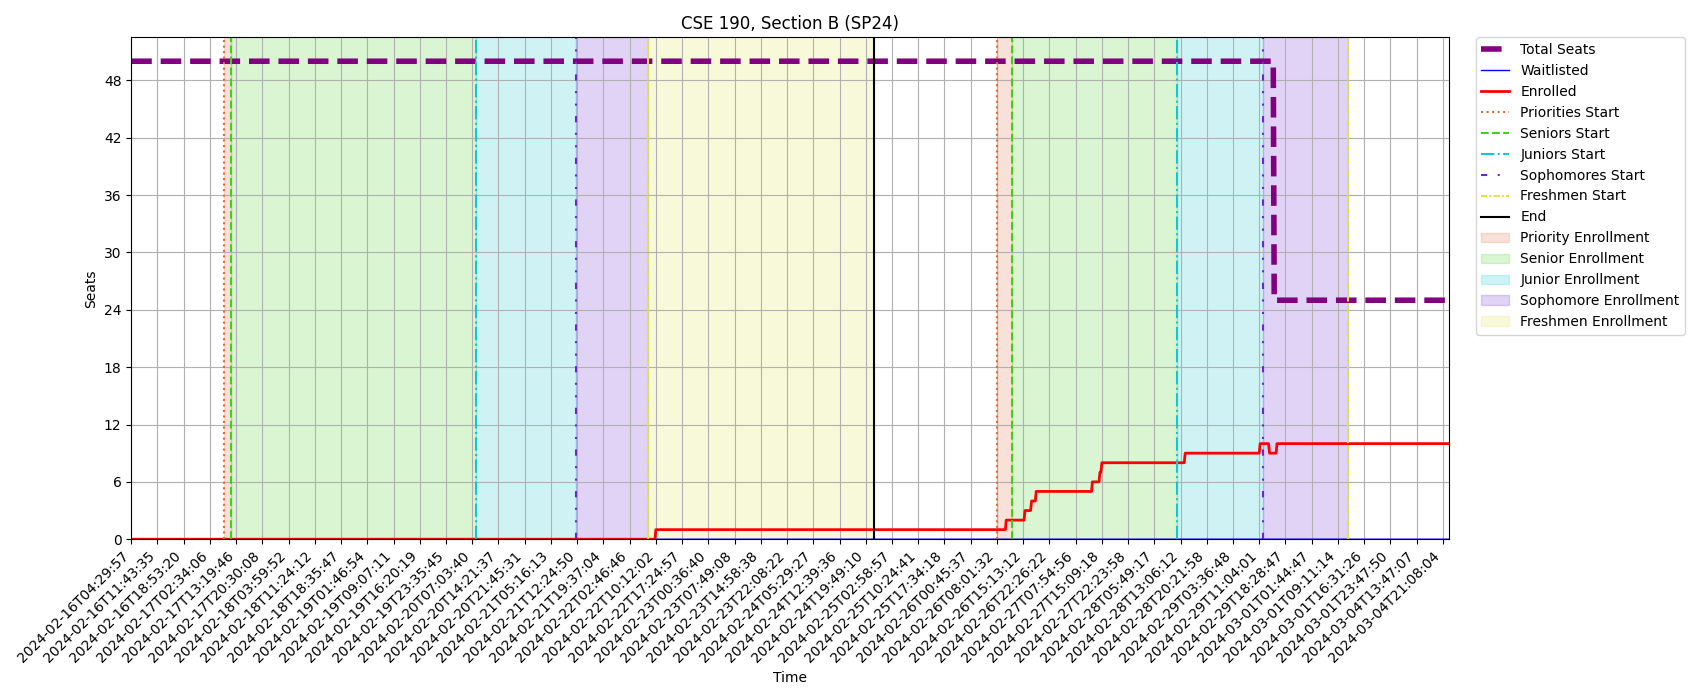 CSE 190, Section B (SP24)
Seats
48
42
36
30
24
18
12
6
0
2024-02-16T04:29:57
2024-02-16T11:43:35
2024-02-16T18:53:20
2024-02-17T02:34:06
2024-02-17T13:19:46
2024-02-17T20:30:08
2024-02-18T03:59:52
2024-02-18T11:24:12
2024-02-18T18:35:47
2024-02-19T01:46:54
2024-02-19T09:07:11
2024-02-19T16:20:19
2024-02-19T23:35:45
2024-02-20T07:03:40
2024-02-20T14:21:37
2024-02-20T21:45:31
2024-02-21T05:16:13
2024-02-21T12:24:50
2024-02-21T19:37:04
2024-02-22T02:46:46
2024-02-22T10:12:02
2024-02-22T17:24:57
2024-02-23T00:36:40
2024-02-23T07:49:08
2024-02-23T14:58:38
2024-02-23T22:08:22
2024-02-24T05:29:27
2024-02-24T12:39:36
2024-02-24T19:49:10
2024-02-25T02:58:57
2024-02-25T10:24:41
2024-02-25T17:34:18
2024-02-26T00:45:37
2024-02-26T08:01:32
2024-02-26T15:13:12
2024-02-26T22:26:22
2024-02-27T07:54:56
2024-02-27T15:09:18
2024-02-27T22:23:58
2024-02-28T05:49:17
2024-02-28T13:06:12
2024-02-28T20:21:58
2024-02-29T03:36:48
2024-02-29T11:04:01
2024-02-29T18:28:47
2024-03-01T01:44:47
2024-03-01T09:11:14
2024-03-01T16:31:26
2024-03-01T23:47:50
2024-03-04T13:47:07
2024-03-04T21:08:04
Time
Total Seats
Waitlisted
Enrolled
Priorities Start
Seniors Start
Juniors Start
Sophomores Start
Freshmen Start
End
Priority Enrollment
Senior Enrollment
Junior Enrollment
Sophomore Enrollment
Freshmen Enrollment